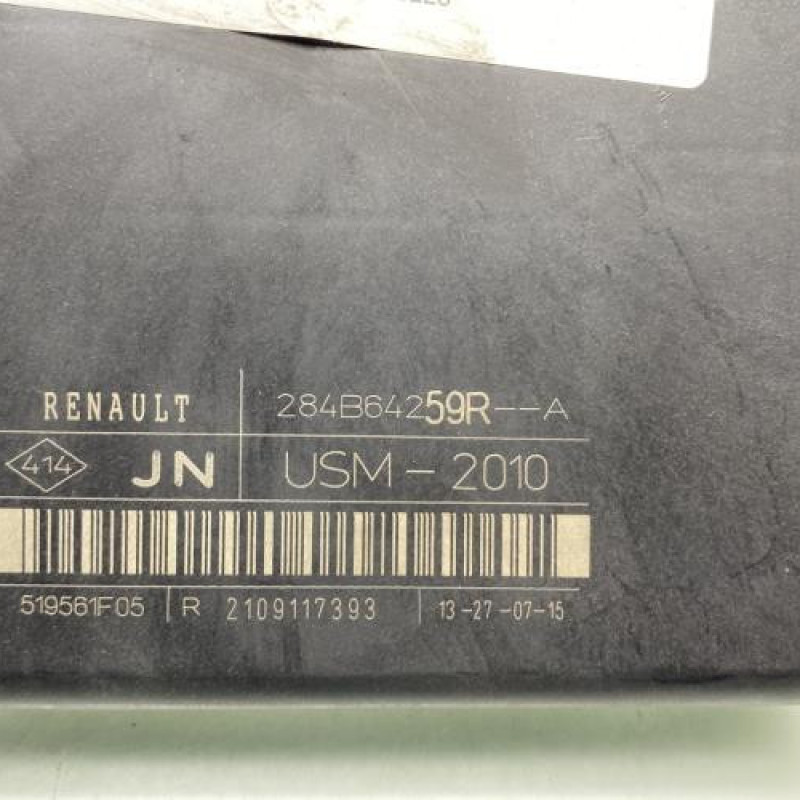 RENAULT 284B64259R--A
414 JN USM-2010
519561F05 R 2109117393 13-27-07-15